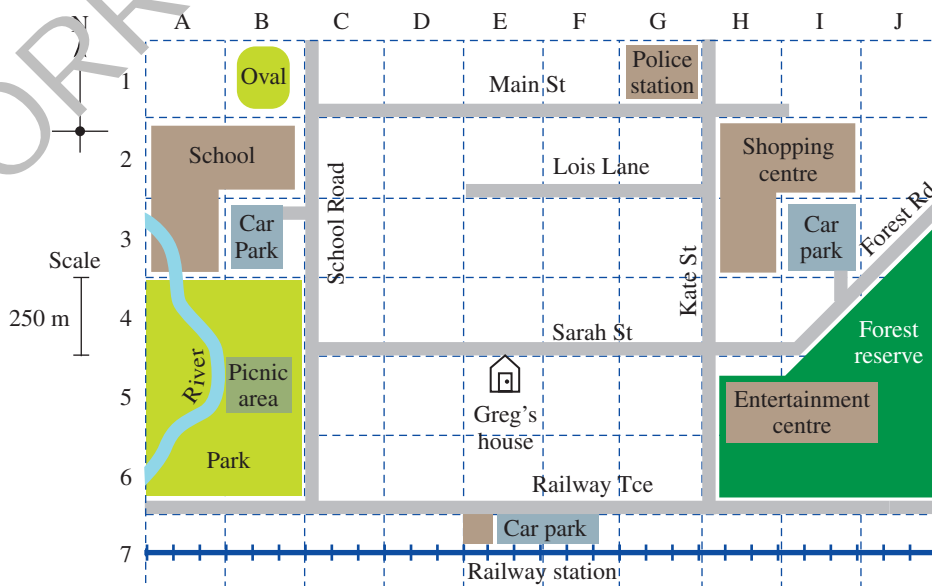 N A B C D E F G H I J
ORK
1
Oval
Main St
Police
station
2
School
Lois Lane
Shopping
centre
3
Car
Park
School Road
Car
park
Forest Rd
Scale
250 m
4
Kate St
Sarah St
Forest
reserve
River
5
Picnic
area
Greg's
house
Entertainment
centre
6
Park
Railway Tce
Car park
7
Railway station